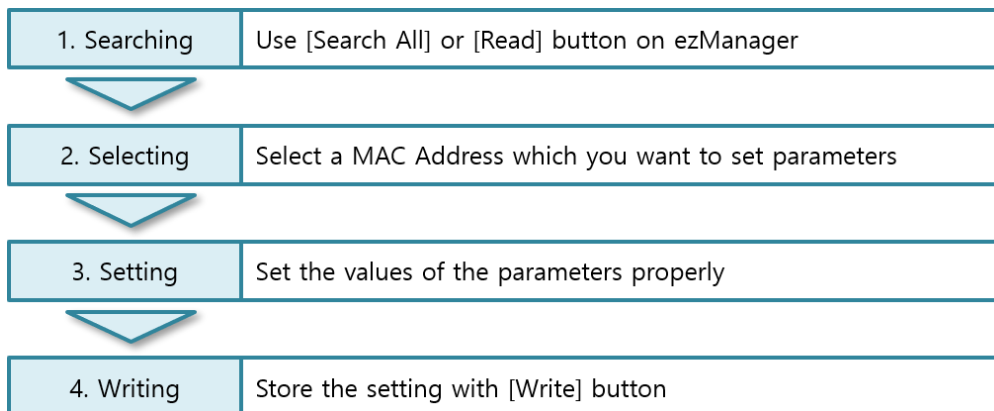 1. Searching Use [Search All] or [Read] button on ezManager
2. Selecting Select a MAC Address which you want to set parameters
3. Setting Set the values of the parameters properly
4. Writing Store the setting with [Write] button